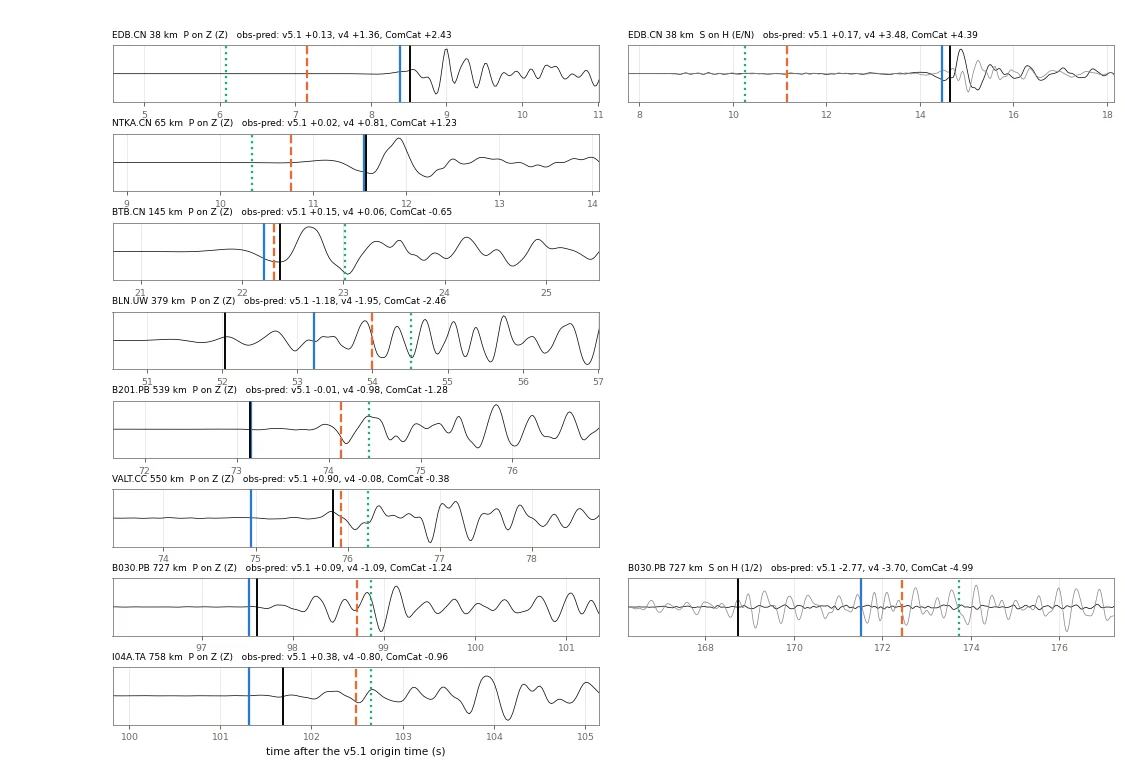 EDB.CN 38 km P on Z (Z) obs-pred: v5.1 +0.13, v4 +1.36, ComCat +2.43
5 6 7 8 9 10 11
EDB.CN 38 km S on H (E/N) obs-pred: v5.1 +0.17, v4 +3.48, ComCat +4.39
8 10 12 14 16 18
NTKA.CN 65 km P on Z (Z) obs-pred: v5.1 +0.02, v4 +0.81, ComCat +1.23
9 10 11 12 13 14
BTB.CN 145 km P on Z (Z) obs-pred: v5.1 +0.15, v4 +0.06, ComCat -0.65
21 22 23 24 25
BLN.UW 379 km P on Z (Z) obs-pred: v5.1 -1.18, v4 -1.95, ComCat -2.46
51 52 53 54 55 56 57
B201.PB 539 km P on Z (Z) obs-pred: v5.1 -0.01, v4 -0.98, ComCat -1.28
72 73 74 75 76
VALT.CC 550 km P on Z (Z) obs-pred: v5.1 +0.90, v4 -0.08, ComCat -0.38
74 75 76 77 78
B030.PB 727 km P on Z (Z) obs-pred: v5.1 +0.09, v4 -1.09, ComCat -1.24
97 98 99 100 101
B030.PB 727 km S on H (1/2) obs-pred: v5.1 -2.77, v4 -3.70, ComCat -4.99
168 170 172 174 176
I04A.TA 758 km P on Z (Z) obs-pred: v5.1 +0.38, v4 -0.80, ComCat -0.96
100 101 102 103 104 105
time after the v5.1 origin time (s)